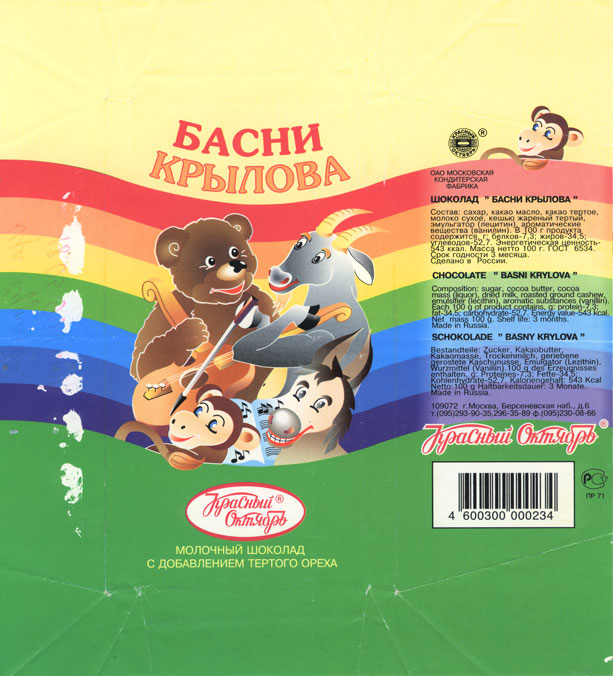 БАСНИ
КРЫЛОВА
Красный®
Октябрь
МОЛОЧНЫЙ ШОКОЛАД
С ДОБАВЛЕНИЕМ ТЕРТОГО ОРЕХА
КРАСНЫЙ
ОКТЯБРЬ
®
ОАО МОСКОВСКАЯ
КОНДИТЕРСКАЯ
ФАБРИКА
ШОКОЛАД " БАСНИ КРЫЛОВА "
Состав: сахар, какао масло, какао тертое,
молоко сухое, кешью жареный тертый,
эмульгатор (лецитин), ароматические
вещества (ванилин). В 100 г продукта
содержится, г: белков-7,3; жиров-34,5;
углеводов-52,7. Энергетическая ценность-
543 ккал. Масса нетто 100 г. ГОСТ 6534.
Срок годности 3 месяца.
Сделано в России.
CHOCOLATE " BASNI KRYLOVA "
Composition: sugar, cocoa butter, cocoa
mass (liquor), dried milk, roasted ground cashew,
emulsifier (lecithin), aromatic substances (vanillin).
Each 100 g of product contains, g: protein-7,3;
fat-34,5; carbohydrate-52,7. Energy value-543 kcal.
Net mass 100 g. Shelf life: 3 months.
Made in Russia.
SCHOKOLADE " BASNY KRYLOVA "
Bestandteile: Zucker, Kakaobutter,
Kakaomasse, Trockenmilch, geriebene
gerostete Kaschunusse, Emulgator (Lezithin),
Wurzmittel (Vanillin).100 g des Erzeugnisses
enthalten, g: Proteines-7,3; Fette-34,5;
Kohlenhydrate-52,7, Kaloriengehalt: 543 Kcal
Netto:100 g Haltbarkeitsdauer: 3 Monate.
Made in Russia.
109072 г.Москва, Берсеневская наб., д.6
т(095)293-90-35,296-35-89 ф.(095)230-08-66
Красный Октябрь®
4 600300 000234
РСТ
ПР 71